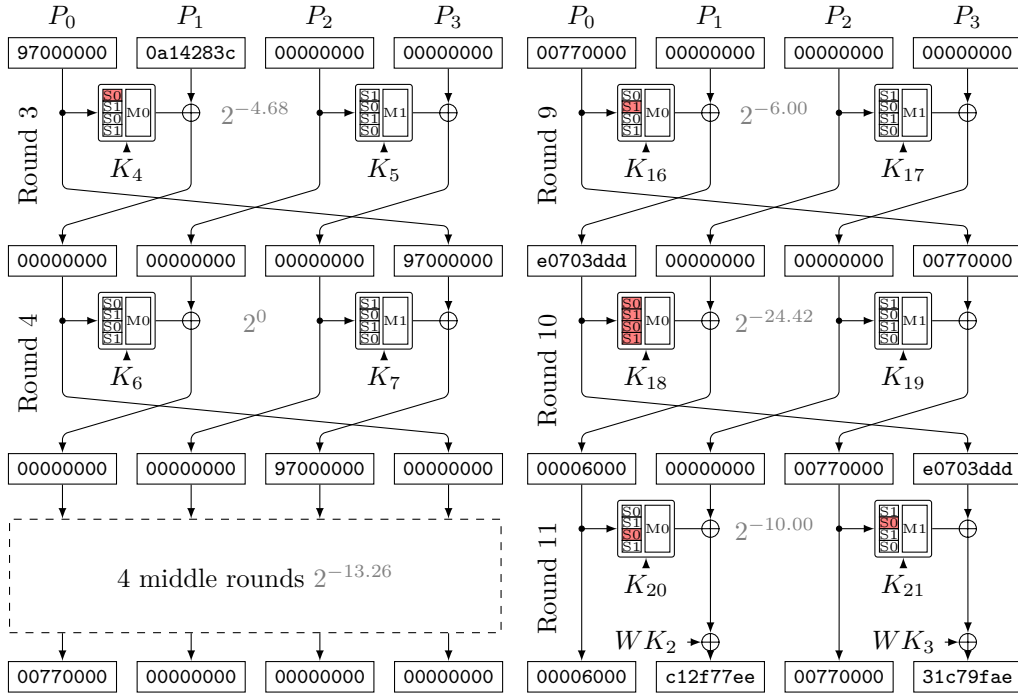 P0 P1 P2 P3
97000000 0a14283c 00000000 00000000
Round 3
S0 S1 S0 S1 M0 2^−4.68 S1 S0 S1 S0 M1
K4 K5
00000000 00000000 00000000 97000000
Round 4
S0 S1 S0 S1 M0 2^0 S1 S0 S1 S0 M1
K6 K7
00000000 00000000 97000000 00000000
4 middle rounds 2^−13.26
00770000 00000000 00000000 00000000
P0 P1 P2 P3
00770000 00000000 00000000 00000000
Round 9
S0 S1 S0 S1 M0 2^−6.00 S1 S0 S1 S0 M1
K16 K17
e0703ddd 00000000 00000000 00770000
Round 10
S0 S1 S0 S1 M0 2^−24.42 S1 S0 S1 S0 M1
K18 K19
00006000 00000000 00770000 e0703ddd
Round 11
S0 S1 S0 S1 M0 2^−10.00 S1 S0 S1 S0 M1
K20 K21
WK2 WK3
00006000 c12f77ee 00770000 31c79fae